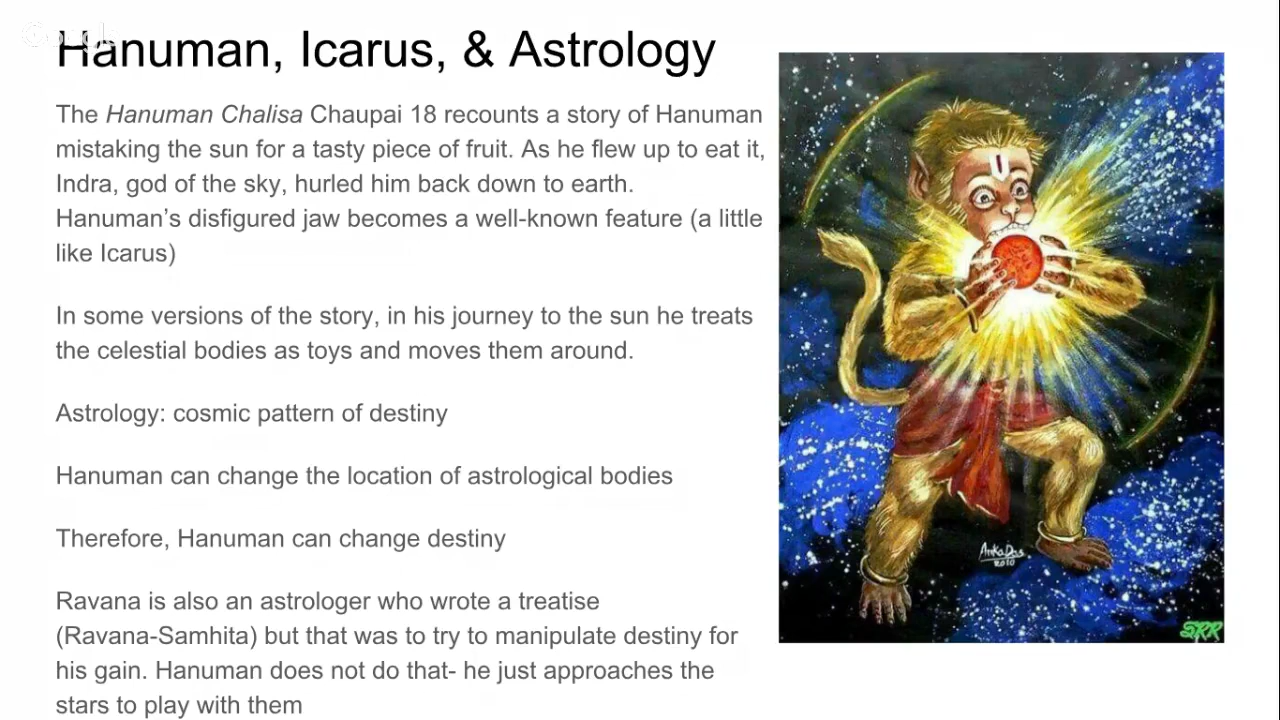 Hanuman, Icarus, & Astrology
The Hanuman Chalisa Chaupai 18 recounts a story of Hanuman
mistaking the sun for a tasty piece of fruit. As he flew up to eat it,
Indra, god of the sky, hurled him back down to earth.
Hanuman’s disfigured jaw becomes a well-known feature (a little
like Icarus)
In some versions of the story, in his journey to the sun he treats
the celestial bodies as toys and moves them around.
Astrology: cosmic pattern of destiny
Hanuman can change the location of astrological bodies
Therefore, Hanuman can change destiny
Ravana is also an astrologer who wrote a treatise
(Ravana-Samhita) but that was to try to manipulate destiny for
his gain. Hanuman does not do that- he just approaches the
stars to play with them
Anka Das
2010
SRR